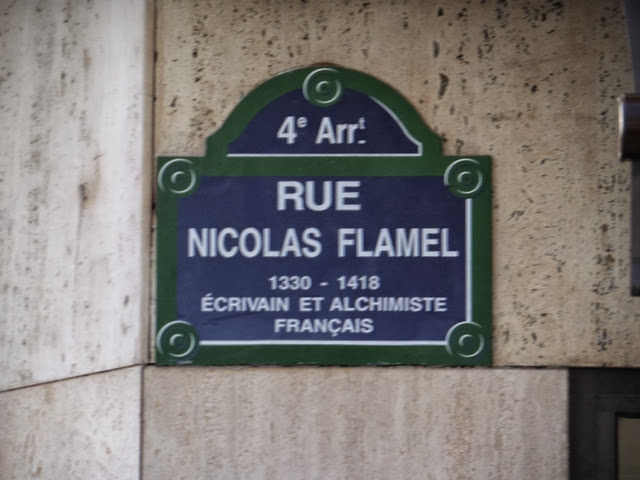 4e Arrt
RUE
NICOLAS FLAMEL
1330 - 1418
ÉCRIVAIN ET ALCHIMISTE
FRANÇAIS